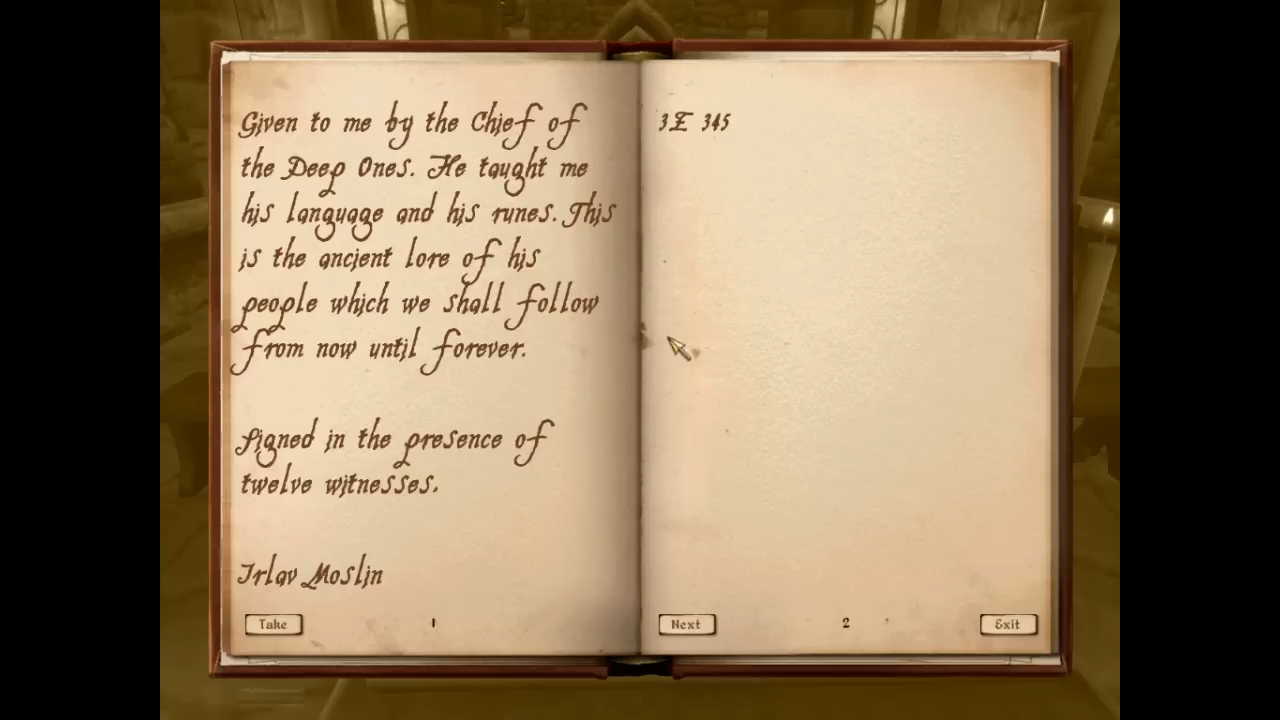 Given to me by the Chief of
the Deep Ones. He taught me
his language and his runes. This
is the ancient lore of his
people which we shall follow
from now until forever.
Signed in the presence of
twelve witnesses.
Irlav Moslin
Take
1
3E 345
Next
2
Exit